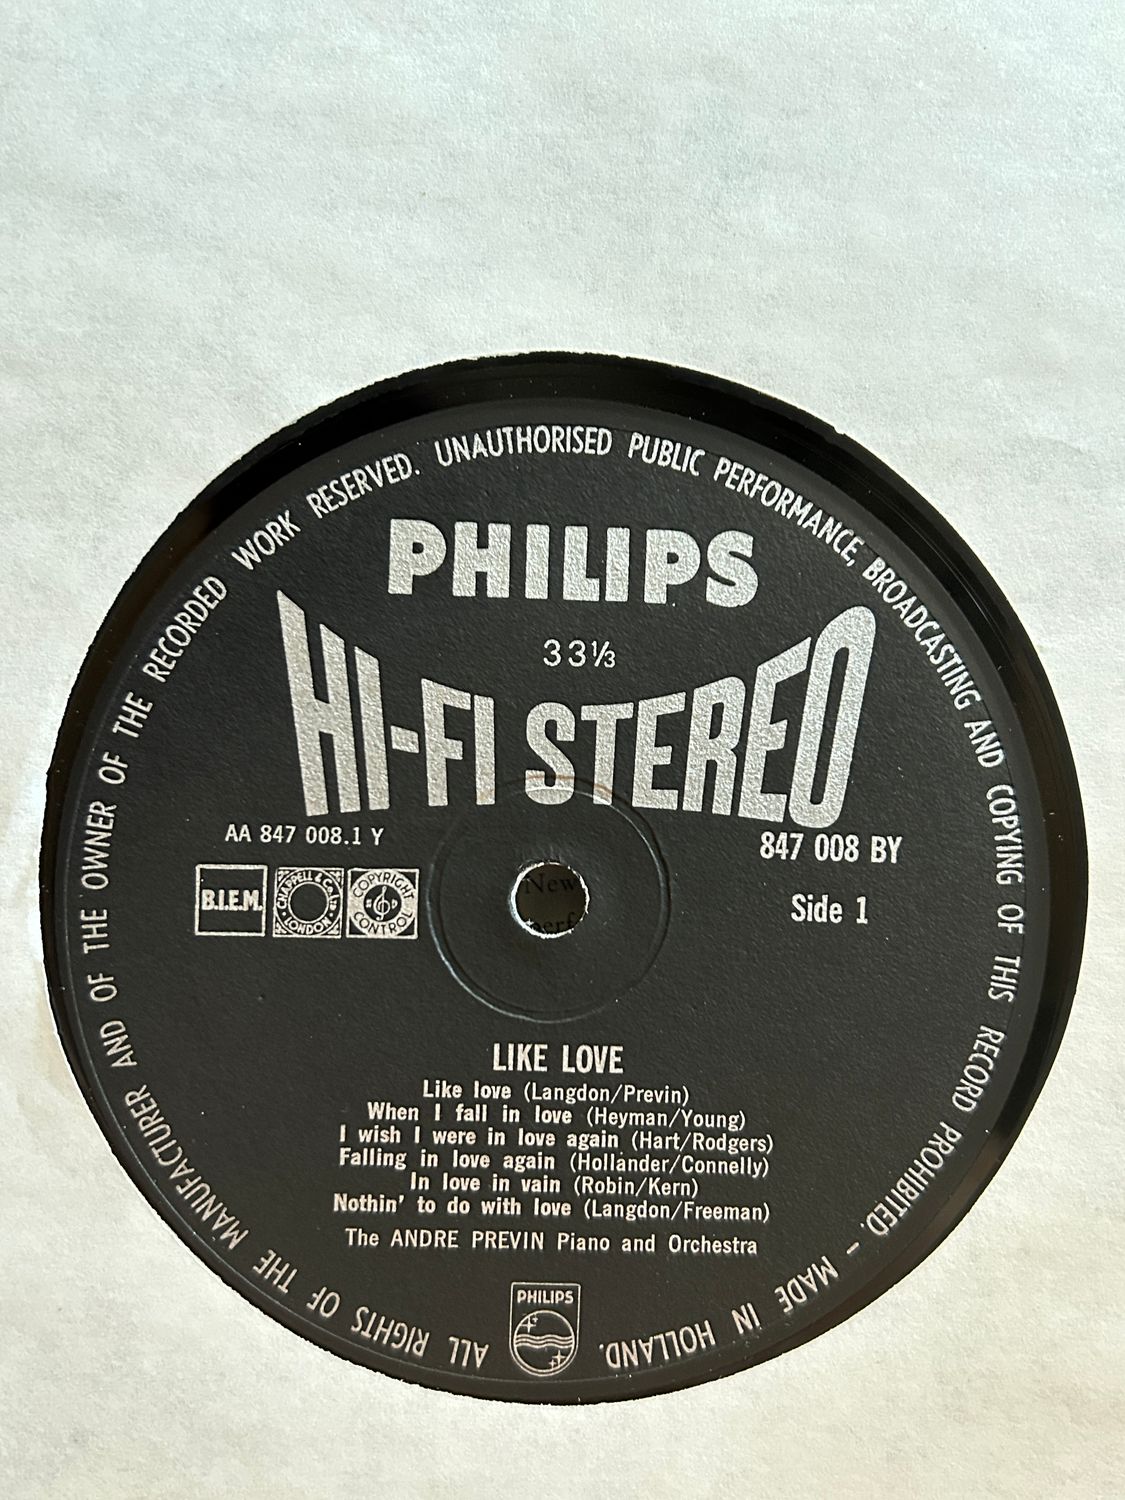 ALL RIGHTS OF THE MANUFACTURER AND OF THE OWNER OF THE RECORDED WORK RESERVED. UNAUTHORISED PUBLIC PERFORMANCE, BROADCASTING AND COPYING OF THIS RECORD PROHIBITED. – MADE IN HOLLAND.
PHILIPS
33⅓
HI-FI STEREO
AA 847 008.1 Y
847 008 BY
B.I.E.M.
CHAPPELL & Co Ltd LONDON
COPYRIGHT CONTROL
Side 1
New
LIKE LOVE
Like love (Langdon/Previn)
When I fall in love (Heyman/Young)
I wish I were in love again (Hart/Rodgers)
Falling in love again (Hollander/Connelly)
In love in vain (Robin/Kern)
Nothin' to do with love (Langdon/Freeman)
The ANDRE PREVIN Piano and Orchestra
PHILIPS